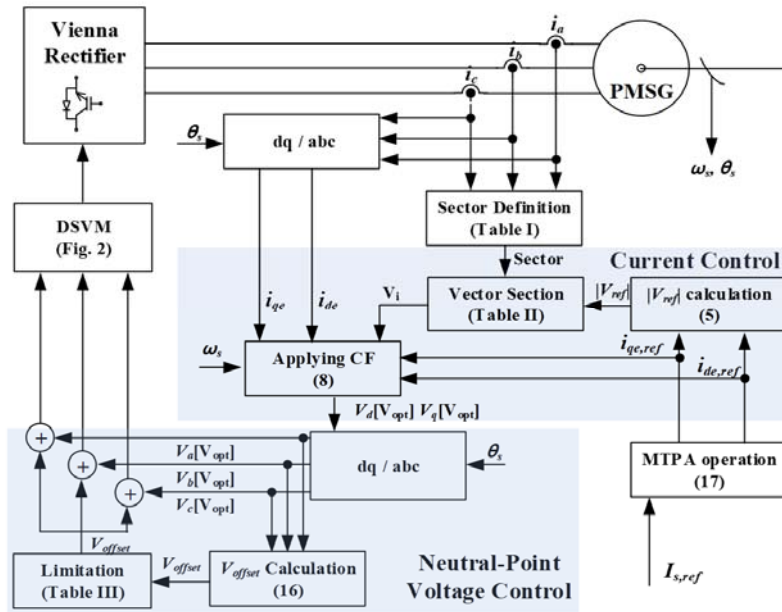 Vienna
Rectifier
i_a
i_b
i_c
PMSG
θ_s
dq / abc
ω_s, θ_s
DSVM
(Fig. 2)
Sector Definition
(Table I)
Sector
Current Control
i_qe
i_de
V_i
Vector Section
(Table II)
|V_ref|
|V_ref| calculation
(5)
ω_s
Applying CF
(8)
i_qe,ref
i_de,ref
V_d[V_opt] V_q[V_opt]
+
+
+
V_a[V_opt]
V_b[V_opt]
V_c[V_opt]
dq / abc
θ_s
MTPA operation
(17)
V_offset
Limitation
(Table III)
V_offset
V_offset Calculation
(16)
Neutral-Point
Voltage Control
I_s,ref